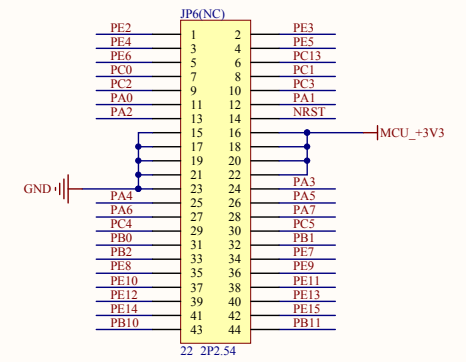 JP6(NC)
PE2 1 2 PE3
PE4 3 4 PE5
PE6 5 6 PC13
PC0 7 8 PC1
PC2 9 10 PC3
PA0 11 12 PA1
PA2 13 14 NRST
15 16 MCU_+3V3
17 18
19 20
21 22
GND 23 24 PA3
PA4 25 26 PA5
PA6 27 28 PA7
PC4 29 30 PC5
PB0 31 32 PB1
PB2 33 34 PE7
PE8 35 36 PE9
PE10 37 38 PE11
PE12 39 40 PE13
PE14 41 42 PE15
PB10 43 44 PB11
22_2P2.54